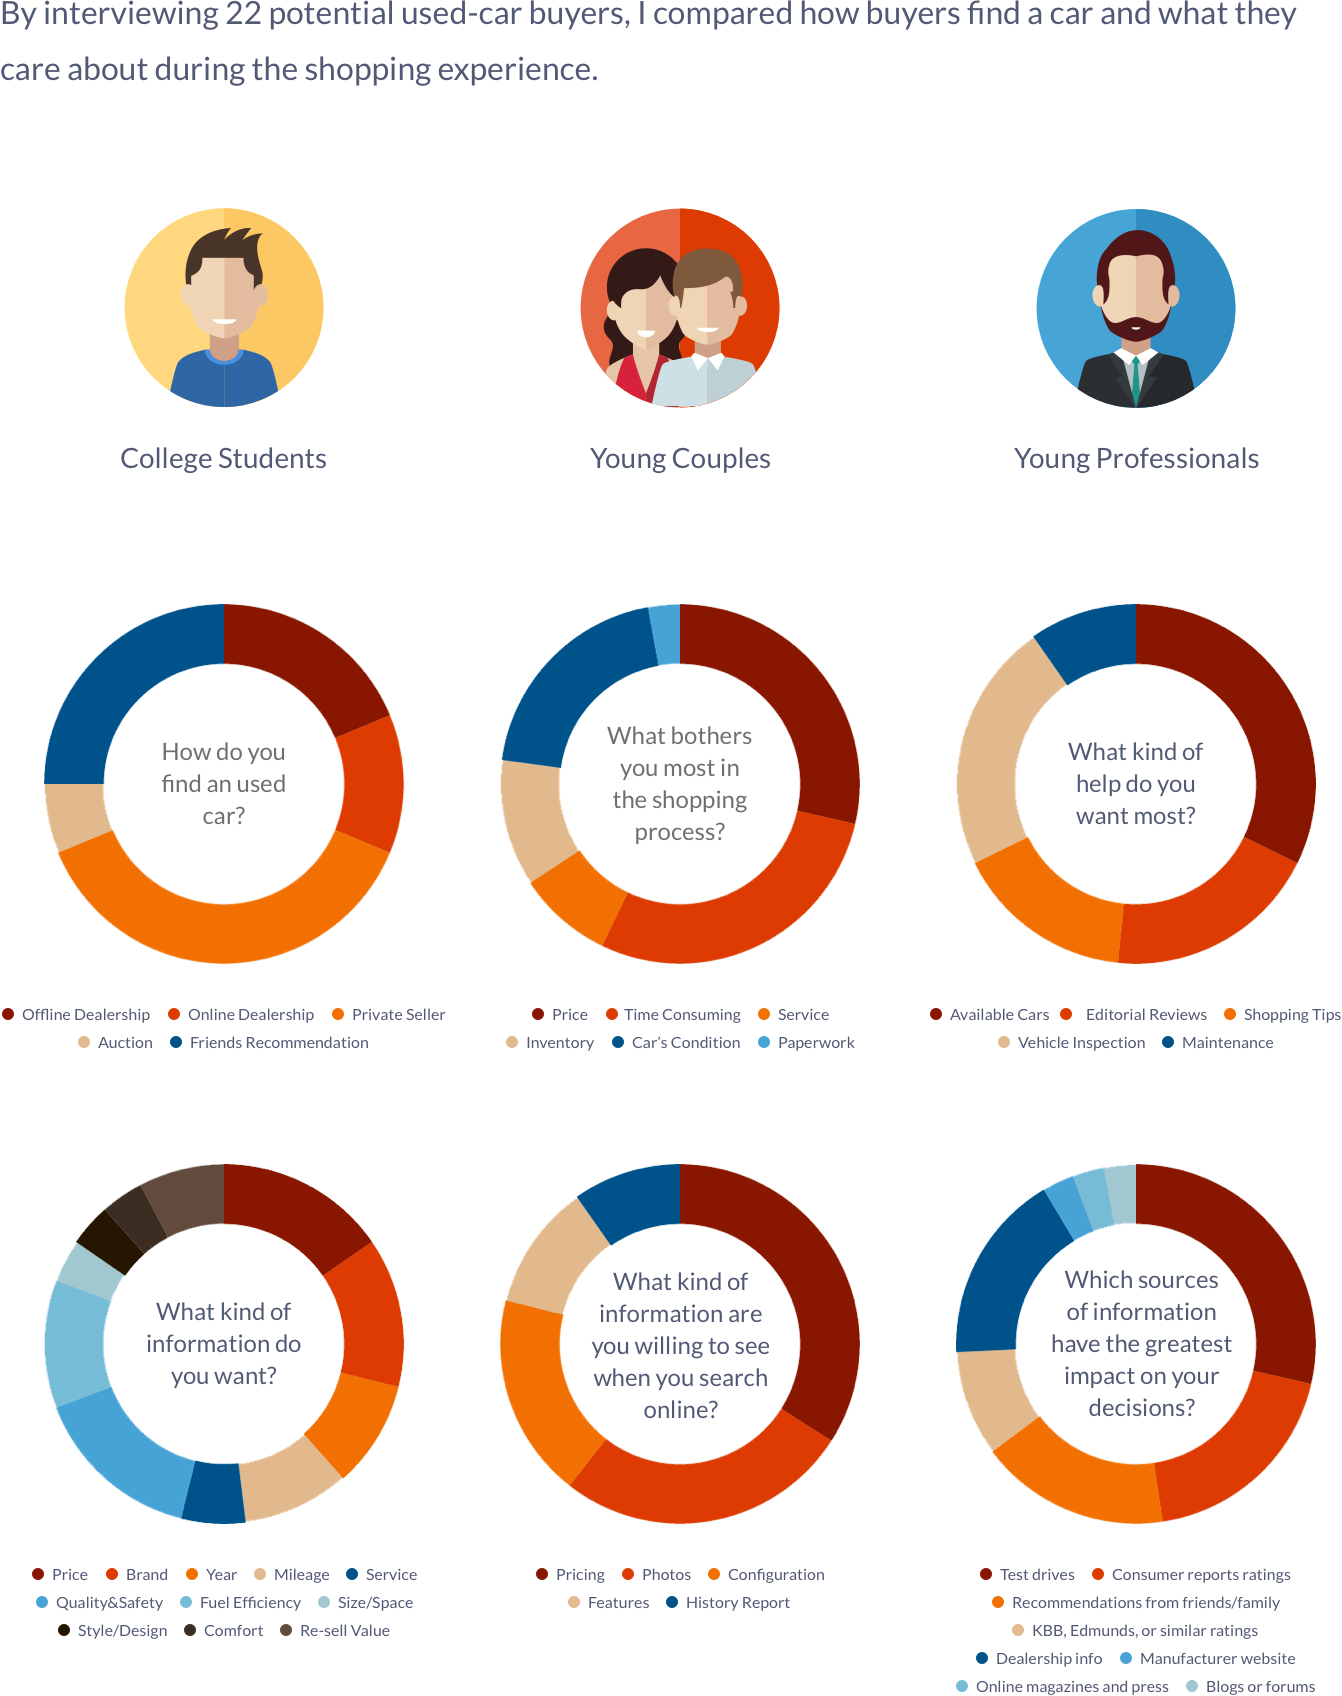 By interviewing 22 potential used-car buyers, I compared how buyers find a car and what they
care about during the shopping experience.
College Students
Young Couples
Young Professionals
How do you
find an used
car?
What bothers
you most in
the shopping
process?
What kind of
help do you
want most?
Offline Dealership Online Dealership Private Seller
Auction Friends Recommendation
Price Time Consuming Service
Inventory Car's Condition Paperwork
Available Cars Editorial Reviews Shopping Tips
Vehicle Inspection Maintenance
What kind of
information do
you want?
What kind of
information are
you willing to see
when you search
online?
Which sources
of information
have the greatest
impact on your
decisions?
Price Brand Year Mileage Service
Quality&Safety Fuel Efficiency Size/Space
Style/Design Comfort Re-sell Value
Pricing Photos Configuration
Features History Report
Test drives Consumer reports ratings
Recommendations from friends/family
KBB, Edmunds, or similar ratings
Dealership info Manufacturer website
Online magazines and press Blogs or forums